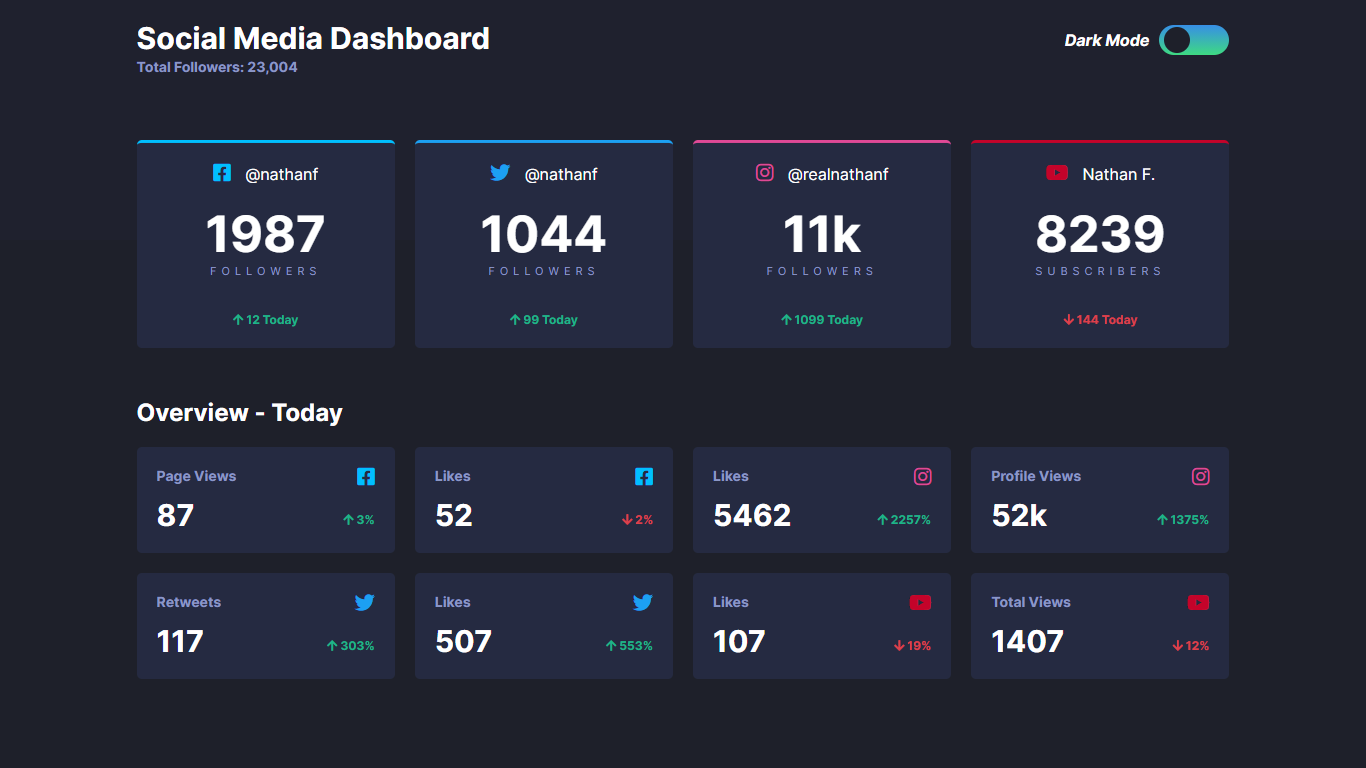 Social Media Dashboard
Total Followers: 23,004
Dark Mode
@nathanf
1987
FOLLOWERS
12 Today
@nathanf
1044
FOLLOWERS
99 Today
@realnathanf
11k
FOLLOWERS
1099 Today
Nathan F.
8239
SUBSCRIBERS
144 Today
Overview - Today
Page Views
87
3%
Likes
52
2%
Likes
5462
2257%
Profile Views
52k
1375%
Retweets
117
303%
Likes
507
553%
Likes
107
19%
Total Views
1407
12%